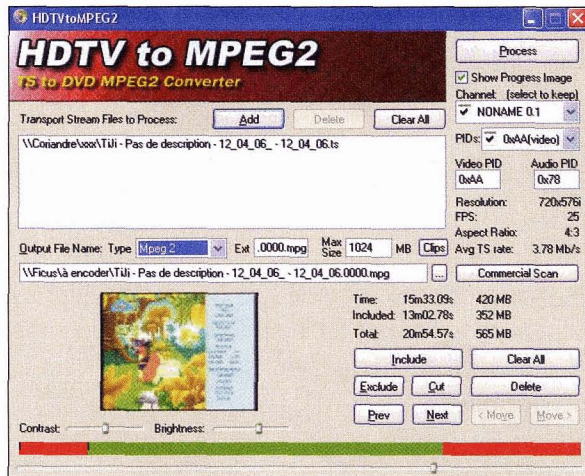 HDTVtoMPEG2
HDTV to MPEG2
TS to DVD MPEG2 Converter
Process
Show Progress Image
Channel: (select to keep)
NONAME 0.1
Transport Stream Files to Process:
Add
Delete
Clear All
PIDs: 0xAA(video)
\\Coriandre\xxx\TiJi - Pas de description - 12_04_06_ - 12_04_06.ts
Video PID
Audio PID
0xAA
0x78
Resolution: 720x576i
FPS: 25
Aspect Ratio: 4:3
Avg TS rate: 3.78 Mb/s
Output File Name: Type Mpeg 2 Ext .0000.mpg Max Size 1024 MB Clips
\\Ficus\à encoder\TiJi - Pas de description - 12_04_06_ - 12_04_06.0000.mpg
...
Commercial Scan
Time: 15m33.09s 420 MB
Included: 13m02.78s 352 MB
Total: 20m54.57s 565 MB
Include
Clear All
Exclude
Cut
Delete
Prev
Next
< Move
Move >
Contrast:
Brightness: